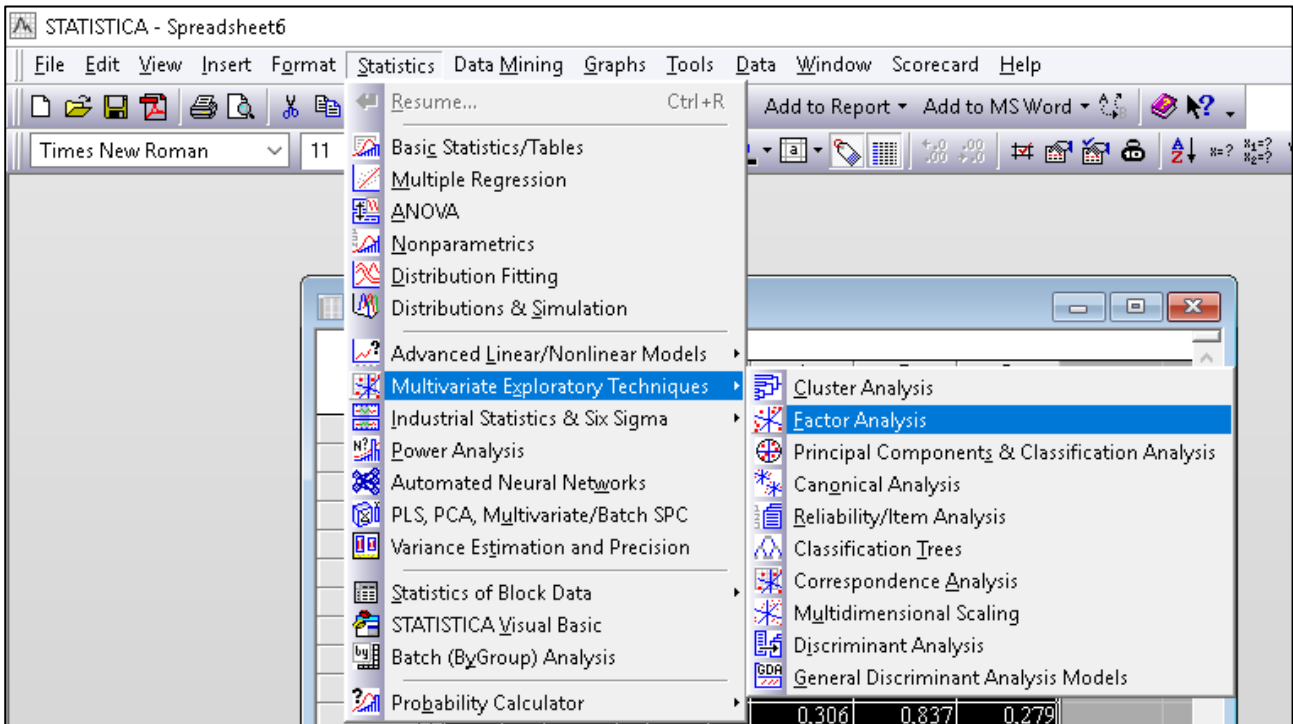 STATISTICA - Spreadsheet6
File Edit View Insert Format Statistics Data Mining Graphs Tools Data Window Scorecard Help
Resume... Ctrl+R
Add to Report Add to MS Word
Times New Roman 11
Basic Statistics/Tables
Multiple Regression
ANOVA
Nonparametrics
Distribution Fitting
Distributions & Simulation
Advanced Linear/Nonlinear Models
Multivariate Exploratory Techniques
Industrial Statistics & Six Sigma
Power Analysis
Automated Neural Networks
PLS, PCA, Multivariate/Batch SPC
Variance Estimation and Precision
Statistics of Block Data
STATISTICA Visual Basic
Batch (ByGroup) Analysis
Probability Calculator
Cluster Analysis
Factor Analysis
Principal Components & Classification Analysis
Canonical Analysis
Reliability/Item Analysis
Classification Trees
Correspondence Analysis
Multidimensional Scaling
Discriminant Analysis
General Discriminant Analysis Models
0,306 0,837 0,279